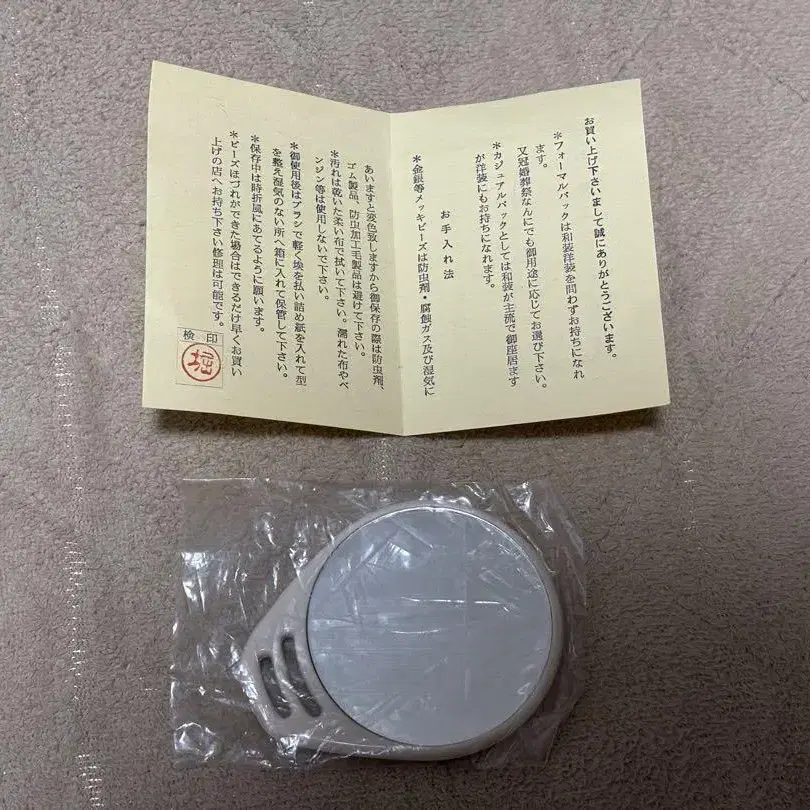 お買い上げ下さいまして誠にありがとうございます。
＊フォーマルバックは和装洋装を問わずお持ちになれ
ます。
又冠婚葬祭なんにでも御用途に応じてお選び下さい。
＊カジュアルバックとしては和装が主流で御座居ます
が洋装にもお持ちになれます。
お手入れ法
＊金銀等メッキビーズは防虫剤・腐蝕ガス及び湿気に
あいますと変色致しますから御保存の際は防虫剤、
ゴム製品、防虫加工毛製品は避けて下さい。
＊汚れは乾いた柔い布で拭いて下さい。濡れた布やベ
ンジン等は使用しないで下さい。
＊御使用後はブラシで軽く埃を払い詰め紙を入れて型
を整え湿気のない所へ箱に入れて保管して下さい。
＊保存中は時折風にあてるように願います。
＊ビーズほづれができた場合はできるだけ早くお買い
上げの店へお持ち下さい修理は可能です。
検印
堀